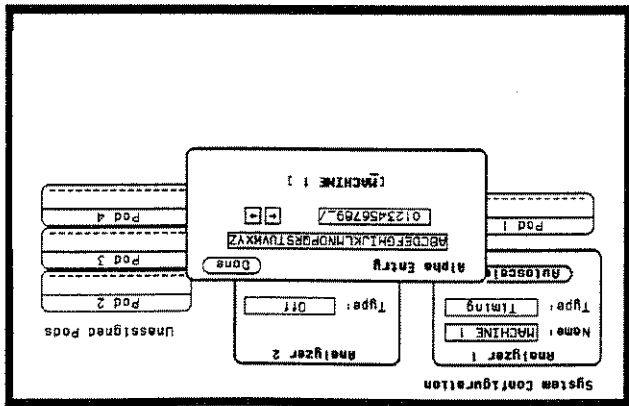 System Configuration
Analyzer 1
Name: MACHINE 1
Type: Timing
Autoscale
Pod 1
Analyzer 2
Type: Off
Unassigned Pods
Pod 2
Pod 3
Pod 4
Alpha Entry
Done
ABCDEFGHIJKLMNOPQRSTUVWXYZ
0123456789_/
← →
[MACHINE 1 ]